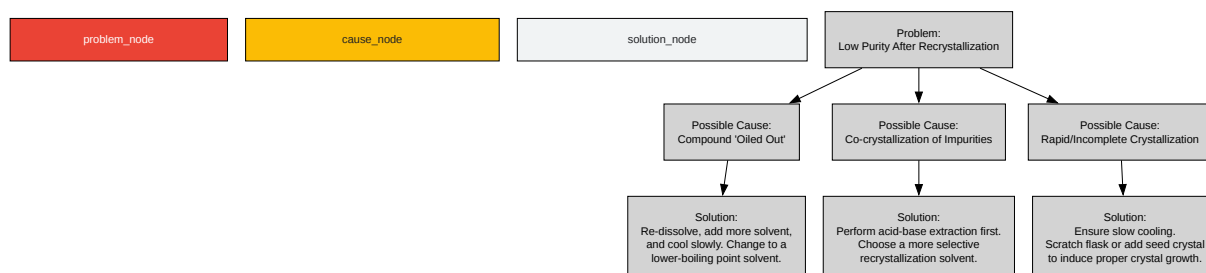 problem_node
cause_node
solution_node
Problem:
Low Purity After Recrystallization
Possible Cause:
Compound 'Oiled Out'
Possible Cause:
Co-crystallization of Impurities
Possible Cause:
Rapid/Incomplete Crystallization
Solution:
Re-dissolve, add more solvent,
and cool slowly. Change to a
lower-boiling point solvent.
Solution:
Perform acid-base extraction first.
Choose a more selective
recrystallization solvent.
Solution:
Ensure slow cooling.
Scratch flask or add seed crystal
to induce proper crystal growth.